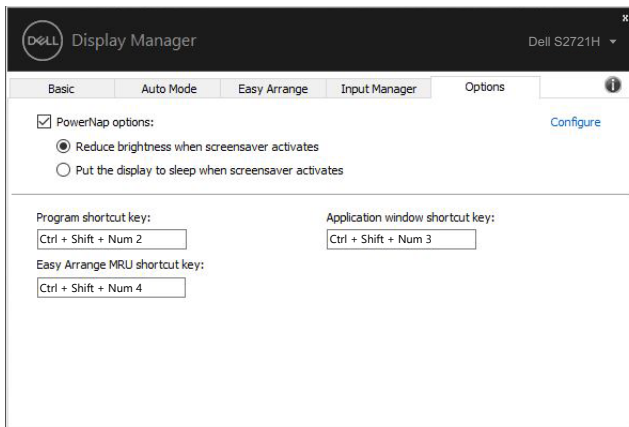 x
DELL Display Manager Dell S2721H
Basic Auto Mode Easy Arrange Input Manager Options i
PowerNap options: Configure
Reduce brightness when screensaver activates
Put the display to sleep when screensaver activates
Program shortcut key: Application window shortcut key:
Ctrl + Shift + Num 2 Ctrl + Shift + Num 3
Easy Arrange MRU shortcut key:
Ctrl + Shift + Num 4